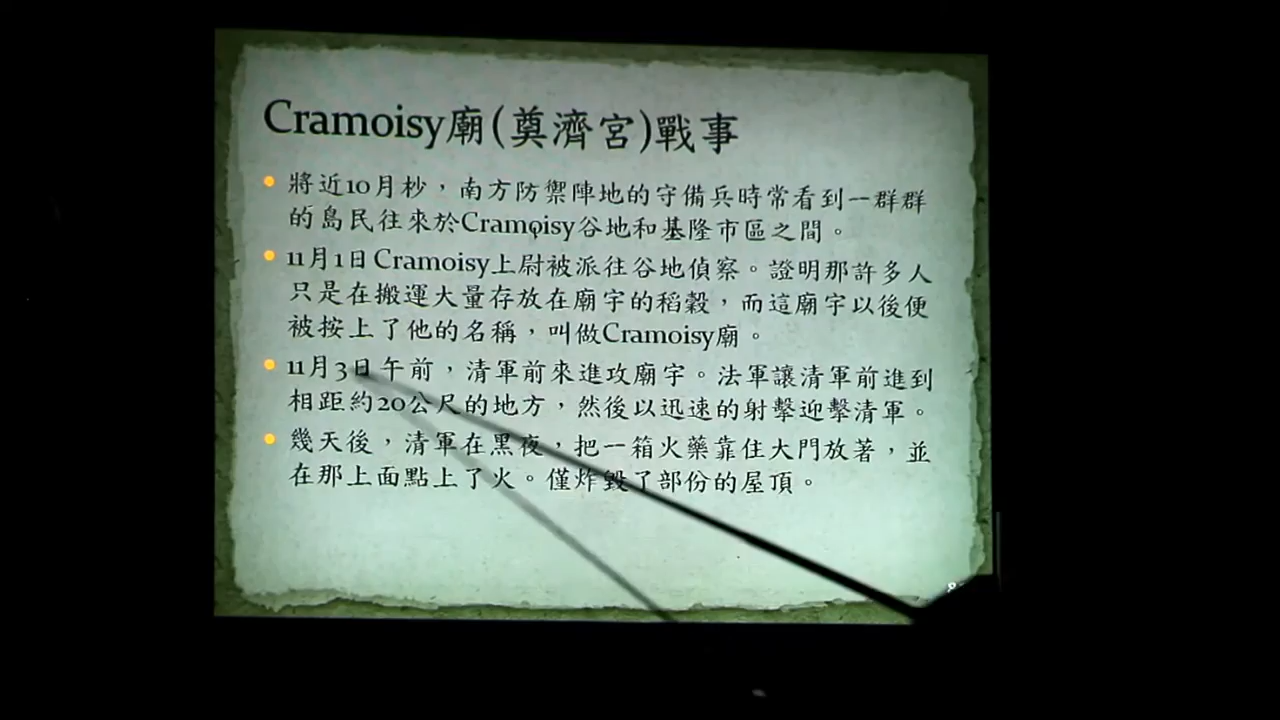 Cramoisy廟(奠濟宮)戰事
將近10月杪，南方防禦陣地的守備兵時常看到一群群
的島民往來於Cramoisy谷地和基隆市區之間。
11月1日Cramoisy上尉被派往谷地偵察。證明那許多人
只是在搬運大量存放在廟宇的稻穀，而這廟宇以後便
被按上了他的名稱，叫做Cramoisy廟。
11月3日午前，清軍前來進攻廟宇。法軍讓清軍前進到
相距約20公尺的地方，然後以迅速的射擊迎擊清軍。
幾天後，清軍在黑夜，把一箱火藥靠住大門放著，並
在那上面點上了火。僅炸毀了部份的屋頂。